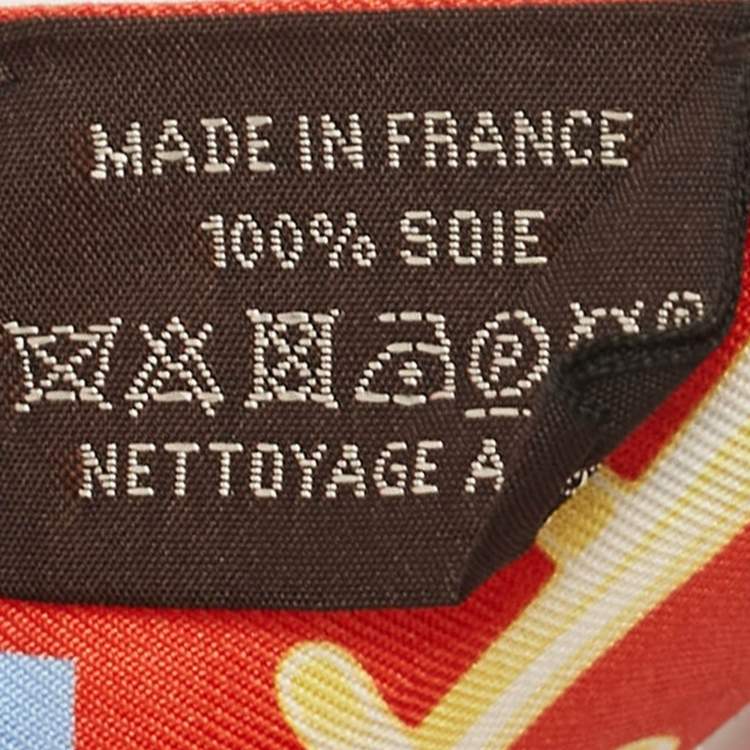 MADE IN FRANCE
100% SOIE
P
NETTOYAGE A